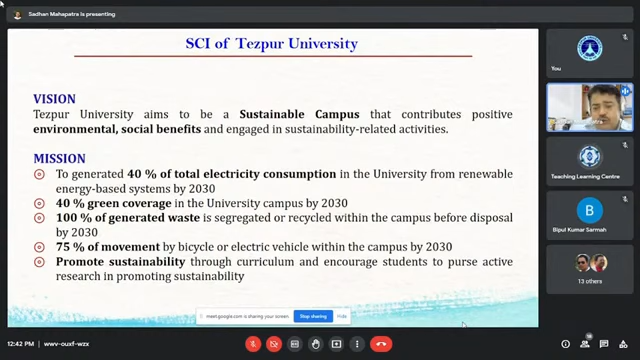 Sadhan Mahapatra is presenting
SCI of Tezpur University
VISION
Tezpur University aims to be a Sustainable Campus that contributes positive
environmental, social benefits and engaged in sustainability-related activities.
MISSION
To generated 40 % of total electricity consumption in the University from renewable
energy-based systems by 2030
40 % green coverage in the University campus by 2030
100 % of generated waste is segregated or recycled within the campus before disposal
by 2030
75 % of movement by bicycle or electric vehicle within the campus by 2030
Promote sustainability through curriculum and encourage students to purse active
research in promoting sustainability
meet.google.com is sharing your screen.
Stop sharing
Hide
You
Teaching Learning Centre
B
Bipul Kumar Sarmah
13 others
12:42 PM
wwv-ouxf-wzx